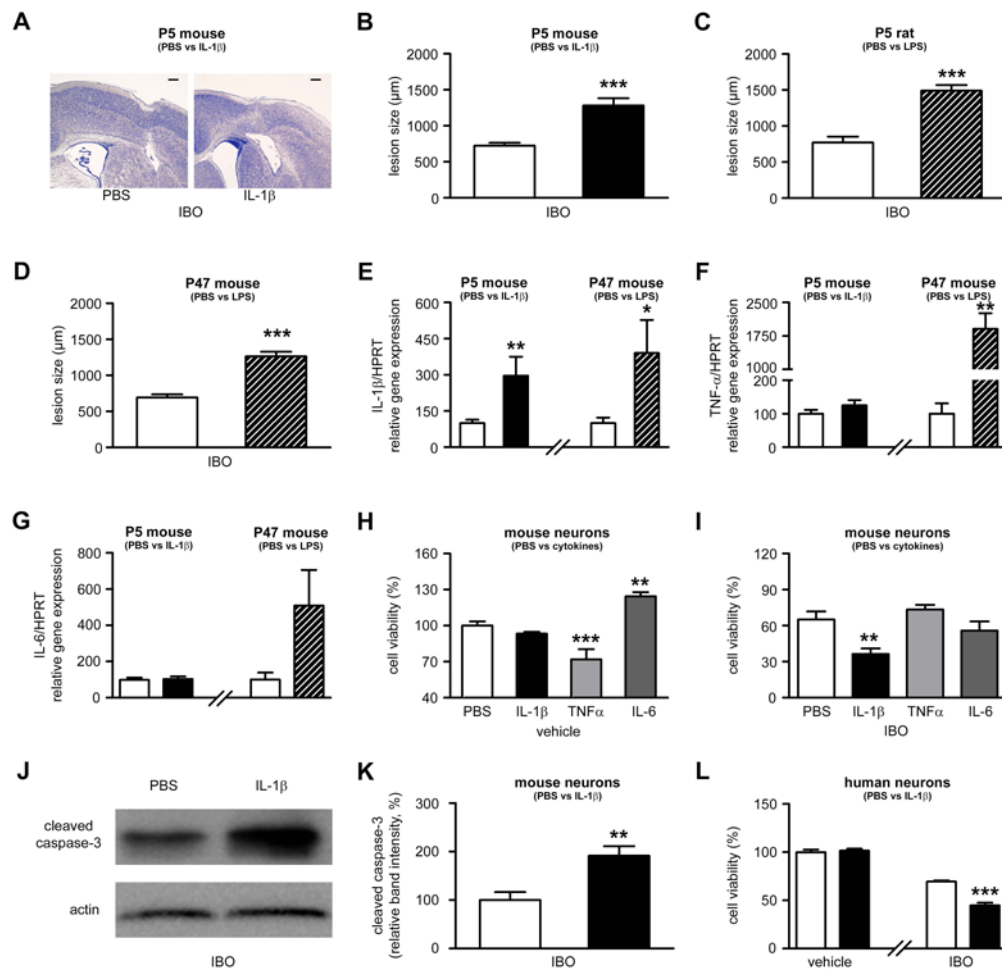 A
P5 mouse
(PBS vs IL-1β)
PBS
IL-1β
IBO
B
P5 mouse
(PBS vs IL-1β)
lesion size (µm)
2000
1500
1000
500
0
***
IBO
C
P5 rat
(PBS vs LPS)
lesion size (µm)
2000
1500
1000
500
0
***
IBO
D
P47 mouse
(PBS vs LPS)
lesion size (µm)
2000
1500
1000
500
0
***
IBO
E
P5 mouse
(PBS vs IL-1β)
P47 mouse
(PBS vs LPS)
IL-1β/HPRT
relative gene expression
600
450
300
100
0
**
*
F
P5 mouse
(PBS vs IL-1β)
P47 mouse
(PBS vs LPS)
TNF-α/HPRT
relative gene expression
2500
1750
1000
200
100
0
**
G
P5 mouse
(PBS vs IL-1β)
P47 mouse
(PBS vs LPS)
IL-6/HPRT
relative gene expression
800
600
400
100
0
H
mouse neurons
(PBS vs cytokines)
cell viability (%)
160
130
100
70
40
***
**
PBS IL-1β TNFα IL-6
vehicle
I
mouse neurons
(PBS vs cytokines)
cell viability (%)
120
90
60
30
0
**
PBS IL-1β TNFα IL-6
IBO
J
PBS IL-1β
cleaved
caspase-3
actin
IBO
K
mouse neurons
(PBS vs IL-1β)
cleaved caspase-3
(relative band intensity, %)
300
200
100
0
**
IBO
L
human neurons
(PBS vs IL-1β)
cell viability (%)
150
100
50
0
***
vehicle IBO